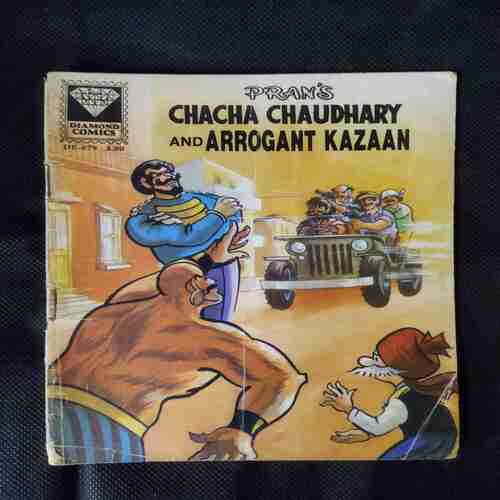 PRAN'S
CHACHA CHAUDHARY
AND ARROGANT KAZAAN
DIAMOND
COMICS